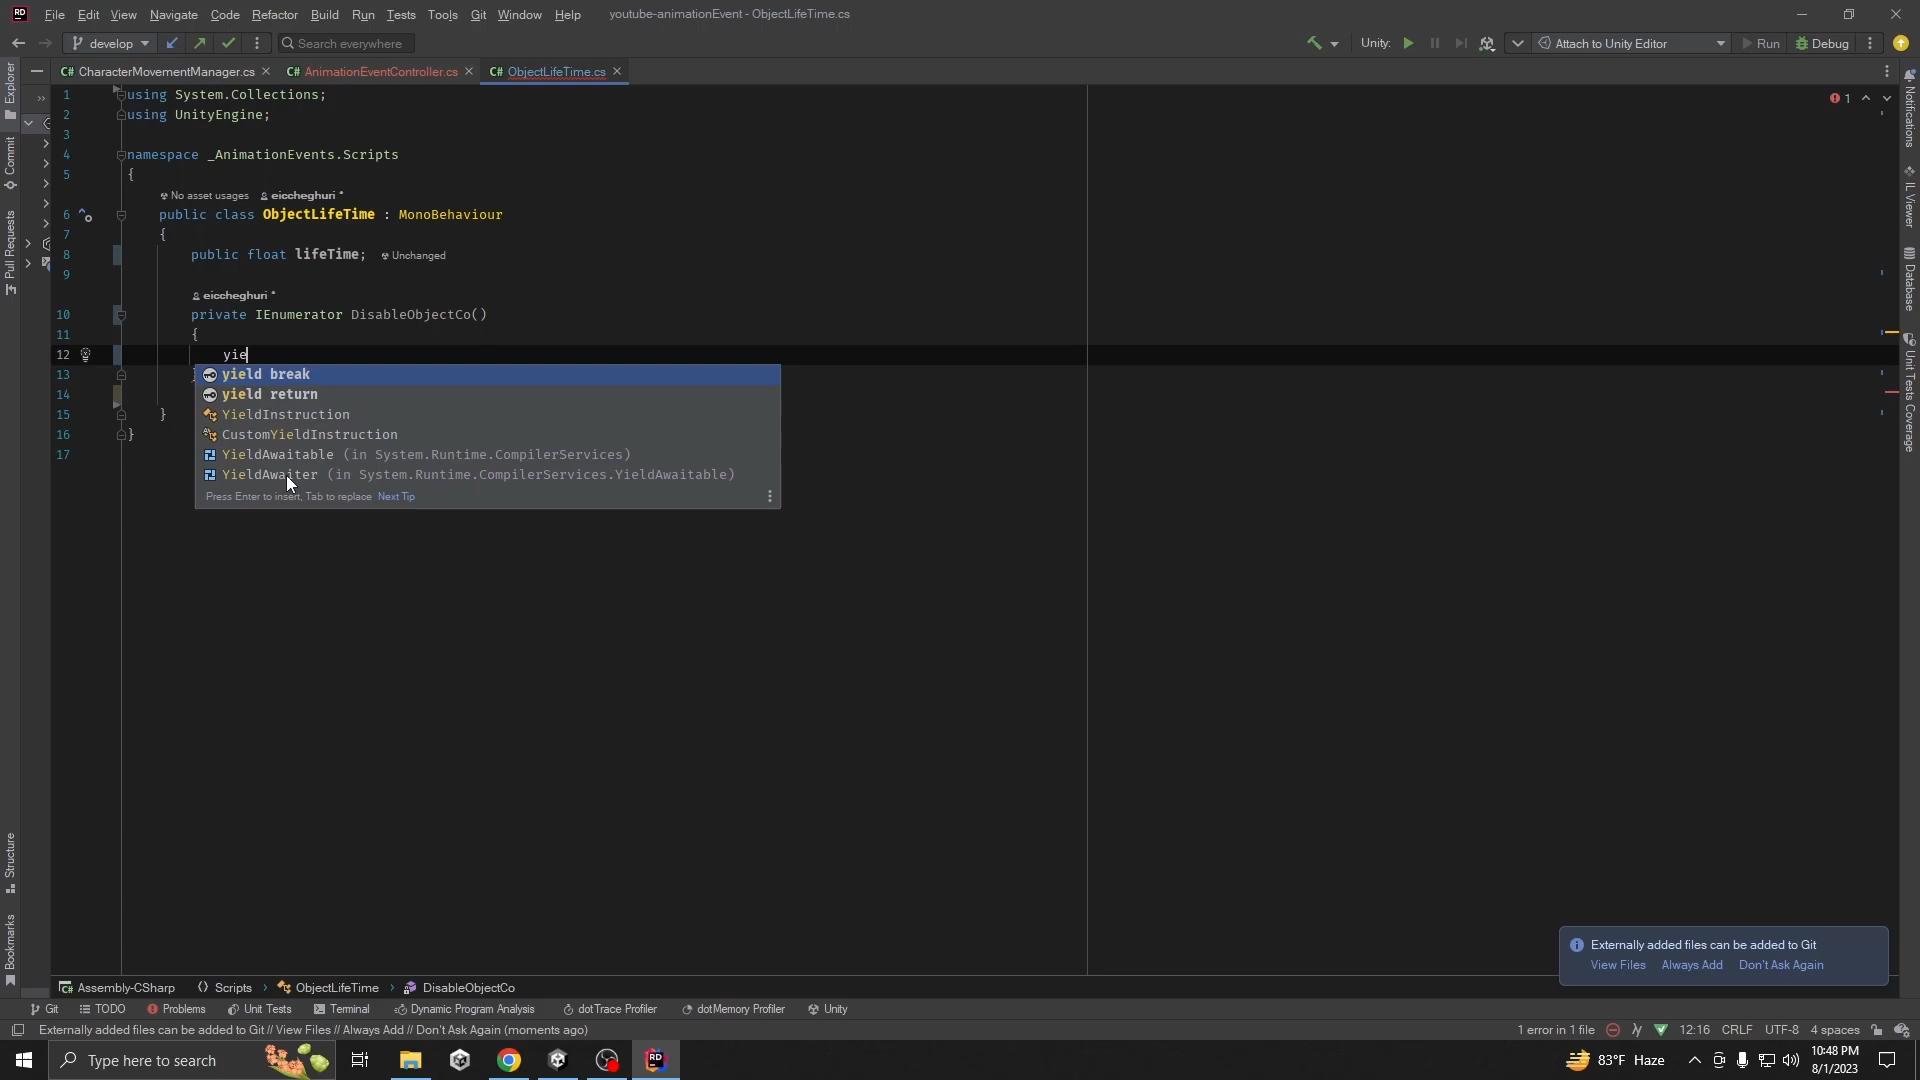 File Edit View Navigate Code Refactor Build Run Tests Tools Git Window Help youtube-animationEvent - ObjectLifeTime.cs
develop Search everywhere Unity: Attach to Unity Editor Run Debug
CharacterMovementManager.cs AnimationEventController.cs ObjectLifeTime.cs
Explorer
Commit
Pull Requests
Structure
Bookmarks
1 using System.Collections;
2 using UnityEngine;
3
4 namespace _AnimationEvents.Scripts
5 {
No asset usages eiccheghuri *
6 public class ObjectLifeTime : MonoBehaviour
7 {
8 public float lifeTime; Unchanged
9
eiccheghuri *
10 private IEnumerator DisableObjectCo()
11 {
12 yie
13
14
15 }
16 }
17
yield break
yield return
YieldInstruction
CustomYieldInstruction
YieldAwaitable (in System.Runtime.CompilerServices)
YieldAwaiter (in System.Runtime.CompilerServices.YieldAwaitable)
Press Enter to insert, Tab to replace Next Tip
1
Notifications
IL Viewer
Database
Unit Tests Coverage
Externally added files can be added to Git
View Files Always Add Don't Ask Again
Assembly-CSharp Scripts ObjectLifeTime DisableObjectCo
Git TODO Problems Unit Tests Terminal Dynamic Program Analysis dotTrace Profiler dotMemory Profiler Unity
Externally added files can be added to Git // View Files // Always Add // Don't Ask Again (moments ago) 1 error in 1 file 12:16 CRLF UTF-8 4 spaces
Type here to search 83°F Haze 10:48 PM
8/1/2023